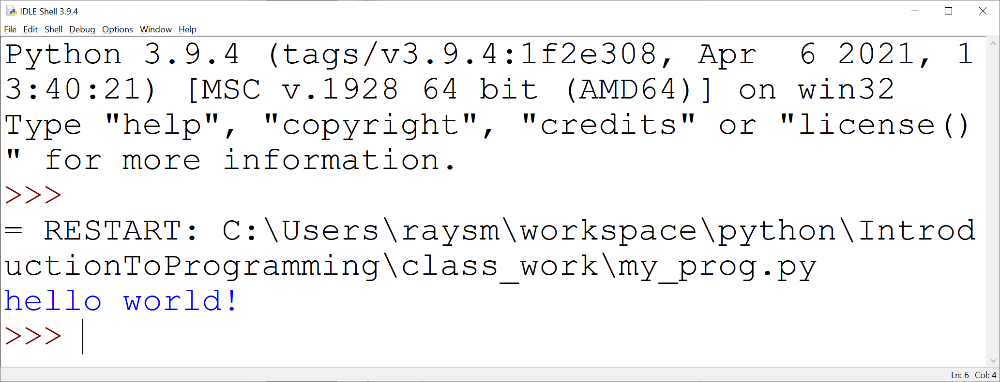 IDLE Shell 3.9.4
File Edit Shell Debug Options Window Help
Python 3.9.4 (tags/v3.9.4:1f2e308, Apr  6 2021, 1
3:40:21) [MSC v.1928 64 bit (AMD64)] on win32
Type "help", "copyright", "credits" or "license()
" for more information.
>>>
= RESTART: C:\Users\raysm\workspace\python\Introd
uctionToProgramming\class_work\my_prog.py
hello world!
>>>
Ln: 6 Col: 4